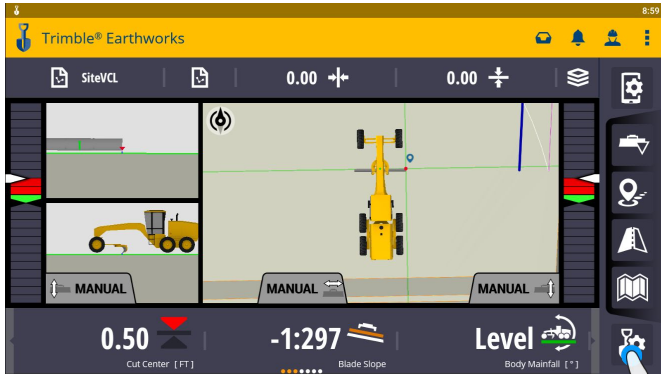 8:59
Trimble® Earthworks
SiteVCL
0.00
0.00
MANUAL
MANUAL
MANUAL
0.50
-1:297
Level
Cut Center [ FT ]
Blade Slope
Body Mainfall [ ° ]